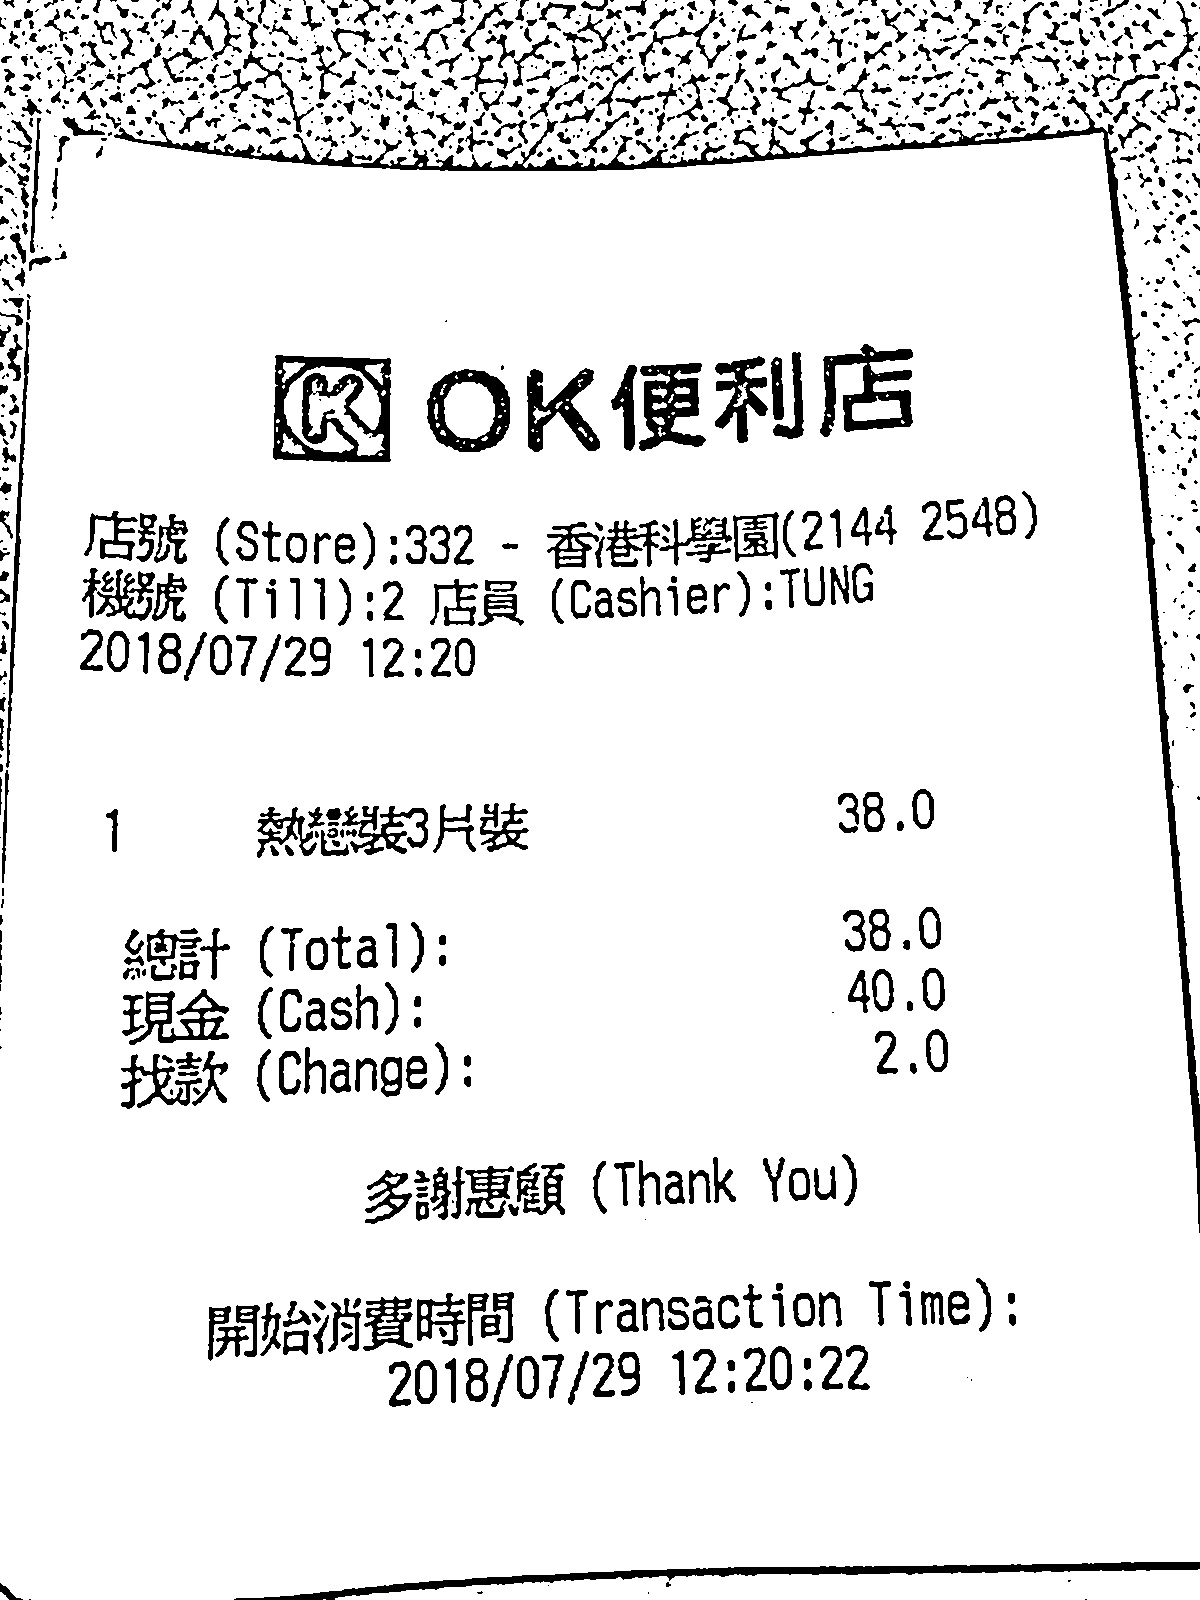 OK便利店
店號 (Store):332 - 香港科學園(2144 2548)
機號 (Till):2 店員 (Cashier):TUNG
2018/07/29 12:20
1 熱戀裝3片裝 38.0
總計 (Total): 38.0
現金 (Cash): 40.0
找款 (Change): 2.0
多謝惠顧 (Thank You)
開始消費時間 (Transaction Time):
2018/07/29 12:20:22